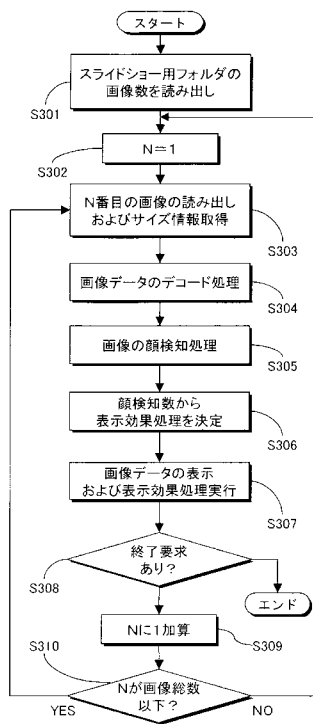 スタート
スライドショー用フォルダの
画像数を読み出し
S301
N=1
S302
N番目の画像の読み出し
およびサイズ情報取得
S303
画像データのデコード処理
S304
画像の顔検知処理
S305
顔検知数から
表示効果処理を決定
S306
画像データの表示
および表示効果処理実行
S307
終了要求
あり?
S308
エンド
Nに1加算
S309
S310
Nが画像総数
以下?
YES
NO